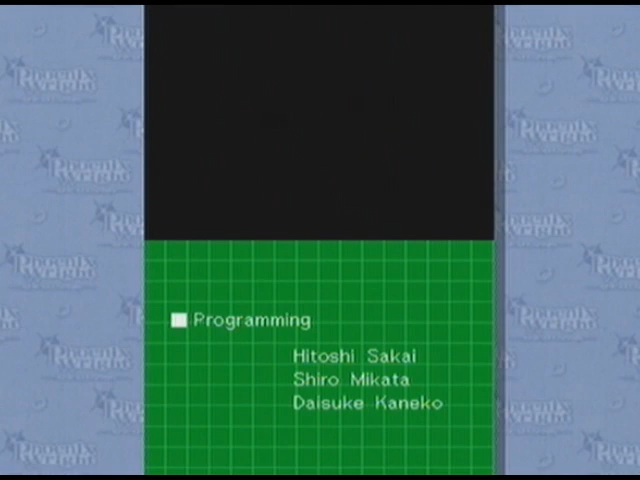 ■ Programming
Hitoshi Sakai
Shiro Mikata
Daisuke Kaneko